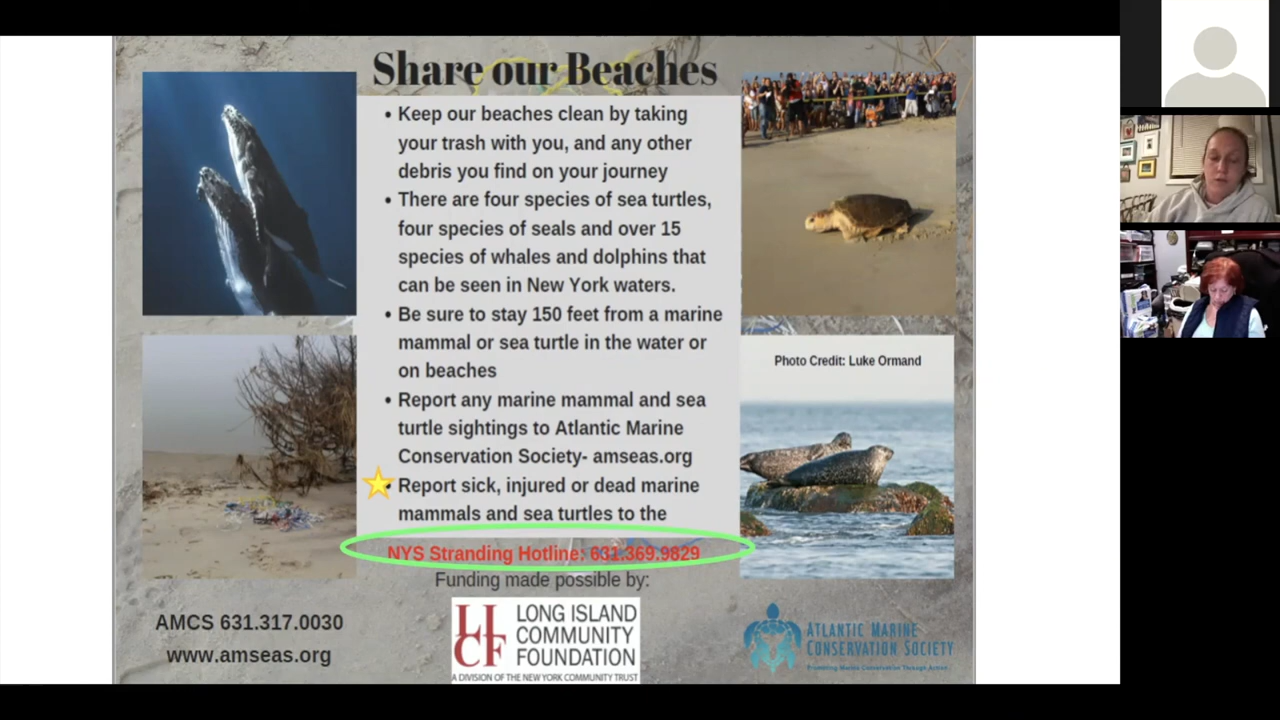 Share our Beaches
• Keep our beaches clean by taking
your trash with you, and any other
debris you find on your journey
• There are four species of sea turtles,
four species of seals and over 15
species of whales and dolphins that
can be seen in New York waters.
• Be sure to stay 150 feet from a marine
mammal or sea turtle in the water or
on beaches
• Report any marine mammal and sea
turtle sightings to Atlantic Marine
Conservation Society- amseas.org
• Report sick, injured or dead marine
mammals and sea turtles to the
NYS Stranding Hotline: 631.369.9829
Funding made possible by:
Photo Credit: Luke Ormand
AMCS 631.317.0030
www.amseas.org
LICF
LONG ISLAND
COMMUNITY
FOUNDATION
A DIVISION OF THE NEW YORK COMMUNITY TRUST
ATLANTIC MARINE
CONSERVATION SOCIETY
Promoting Marine Conservation Through Action